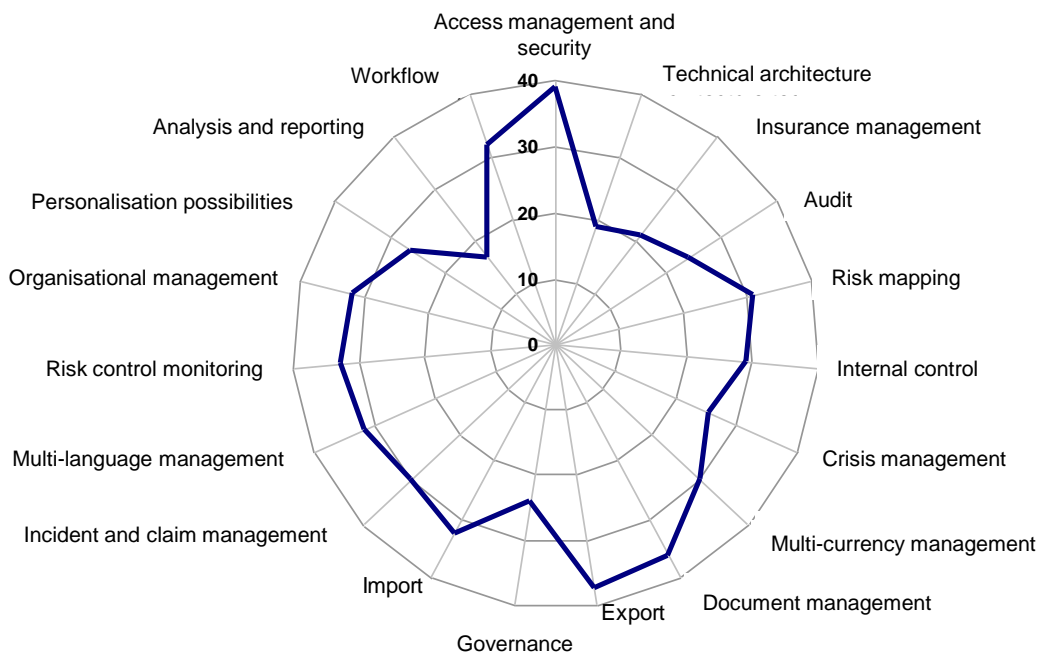 Access management and
security
Workflow
Technical architecture
Analysis and reporting
Insurance management
Personalisation possibilities
Audit
Organisational management
Risk mapping
Risk control monitoring
Internal control
Multi-language management
Crisis management
Incident and claim management
Multi-currency management
Import
Export
Document management
Governance
40
30
20
10
0